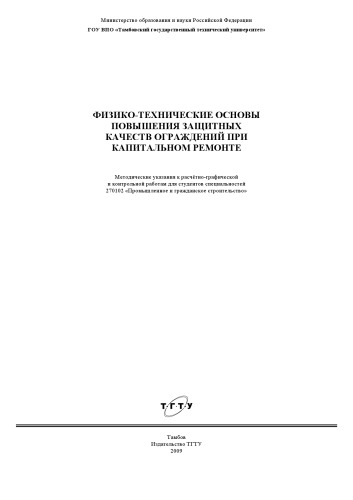 Министерство образования и науки Российской Федерации
ГОУ ВПО «Тамбовский государственный технический университет»
ФИЗИКО-ТЕХНИЧЕСКИЕ ОСНОВЫ
ПОВЫШЕНИЯ ЗАЩИТНЫХ
КАЧЕСТВ ОГРАЖДЕНИЙ ПРИ
КАПИТАЛЬНОМ РЕМОНТЕ
Методические указания к расчётно-графической
и контрольной работам для студентов специальностей
270102 «Промышленное и гражданское строительство»
Т·Г·Т·У
Тамбов
Издательство ТГТУ
2009